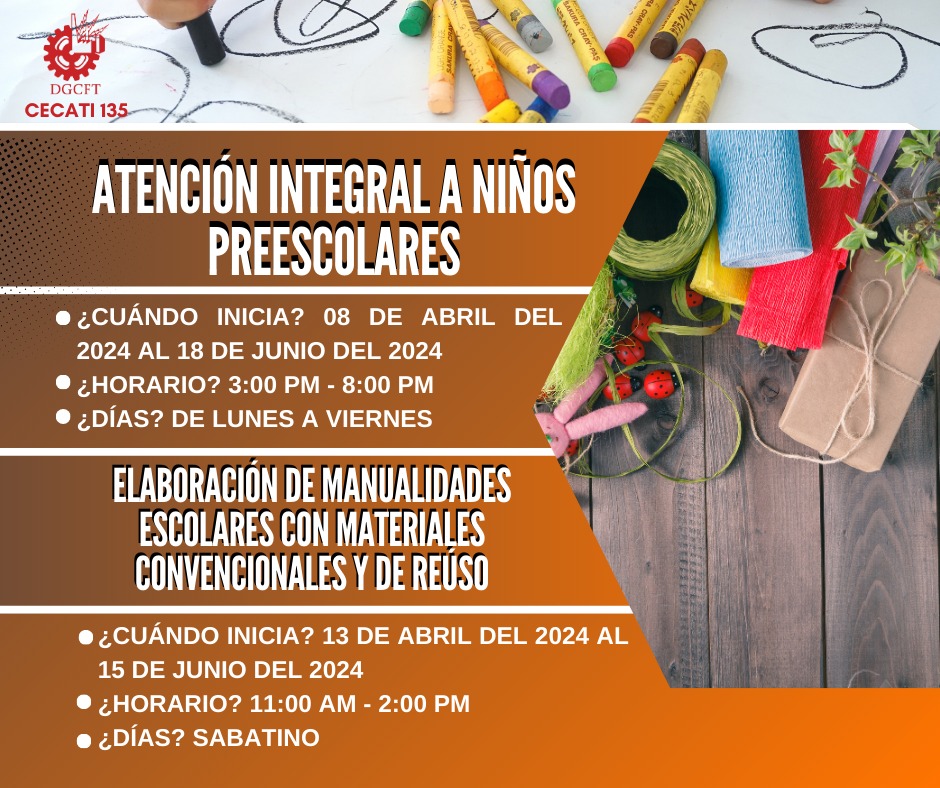 DGCFT
CECATI 135
SAKURA CRAY-PAS
ATENCIÓN INTEGRAL A NIÑOS
PREESCOLARES
¿CUÁNDO INICIA? 08 DE ABRIL DEL
2024 AL 18 DE JUNIO DEL 2024
¿HORARIO? 3:00 PM - 8:00 PM
¿DÍAS? DE LUNES A VIERNES
ELABORACIÓN DE MANUALIDADES
ESCOLARES CON MATERIALES
CONVENCIONALES Y DE REÚSO
¿CUÁNDO INICIA? 13 DE ABRIL DEL 2024 AL
15 DE JUNIO DEL 2024
¿HORARIO? 11:00 AM - 2:00 PM
¿DÍAS? SABATINO